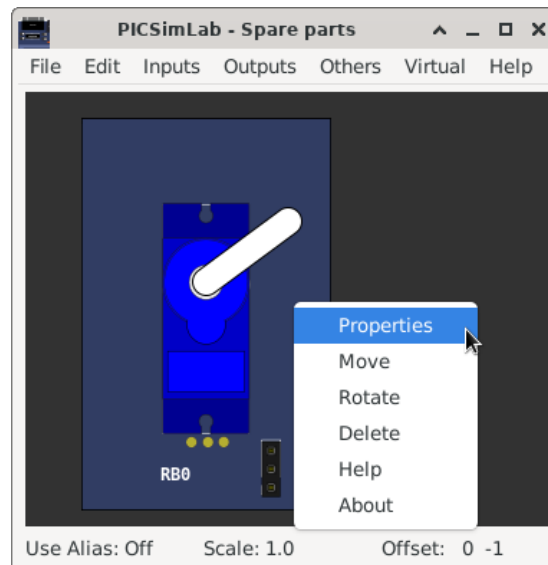 PICSimLab - Spare parts
File Edit Inputs Outputs Others Virtual Help
Properties
Move
Rotate
Delete
Help
About
RB0
Use Alias: Off Scale: 1.0 Offset: 0 -1